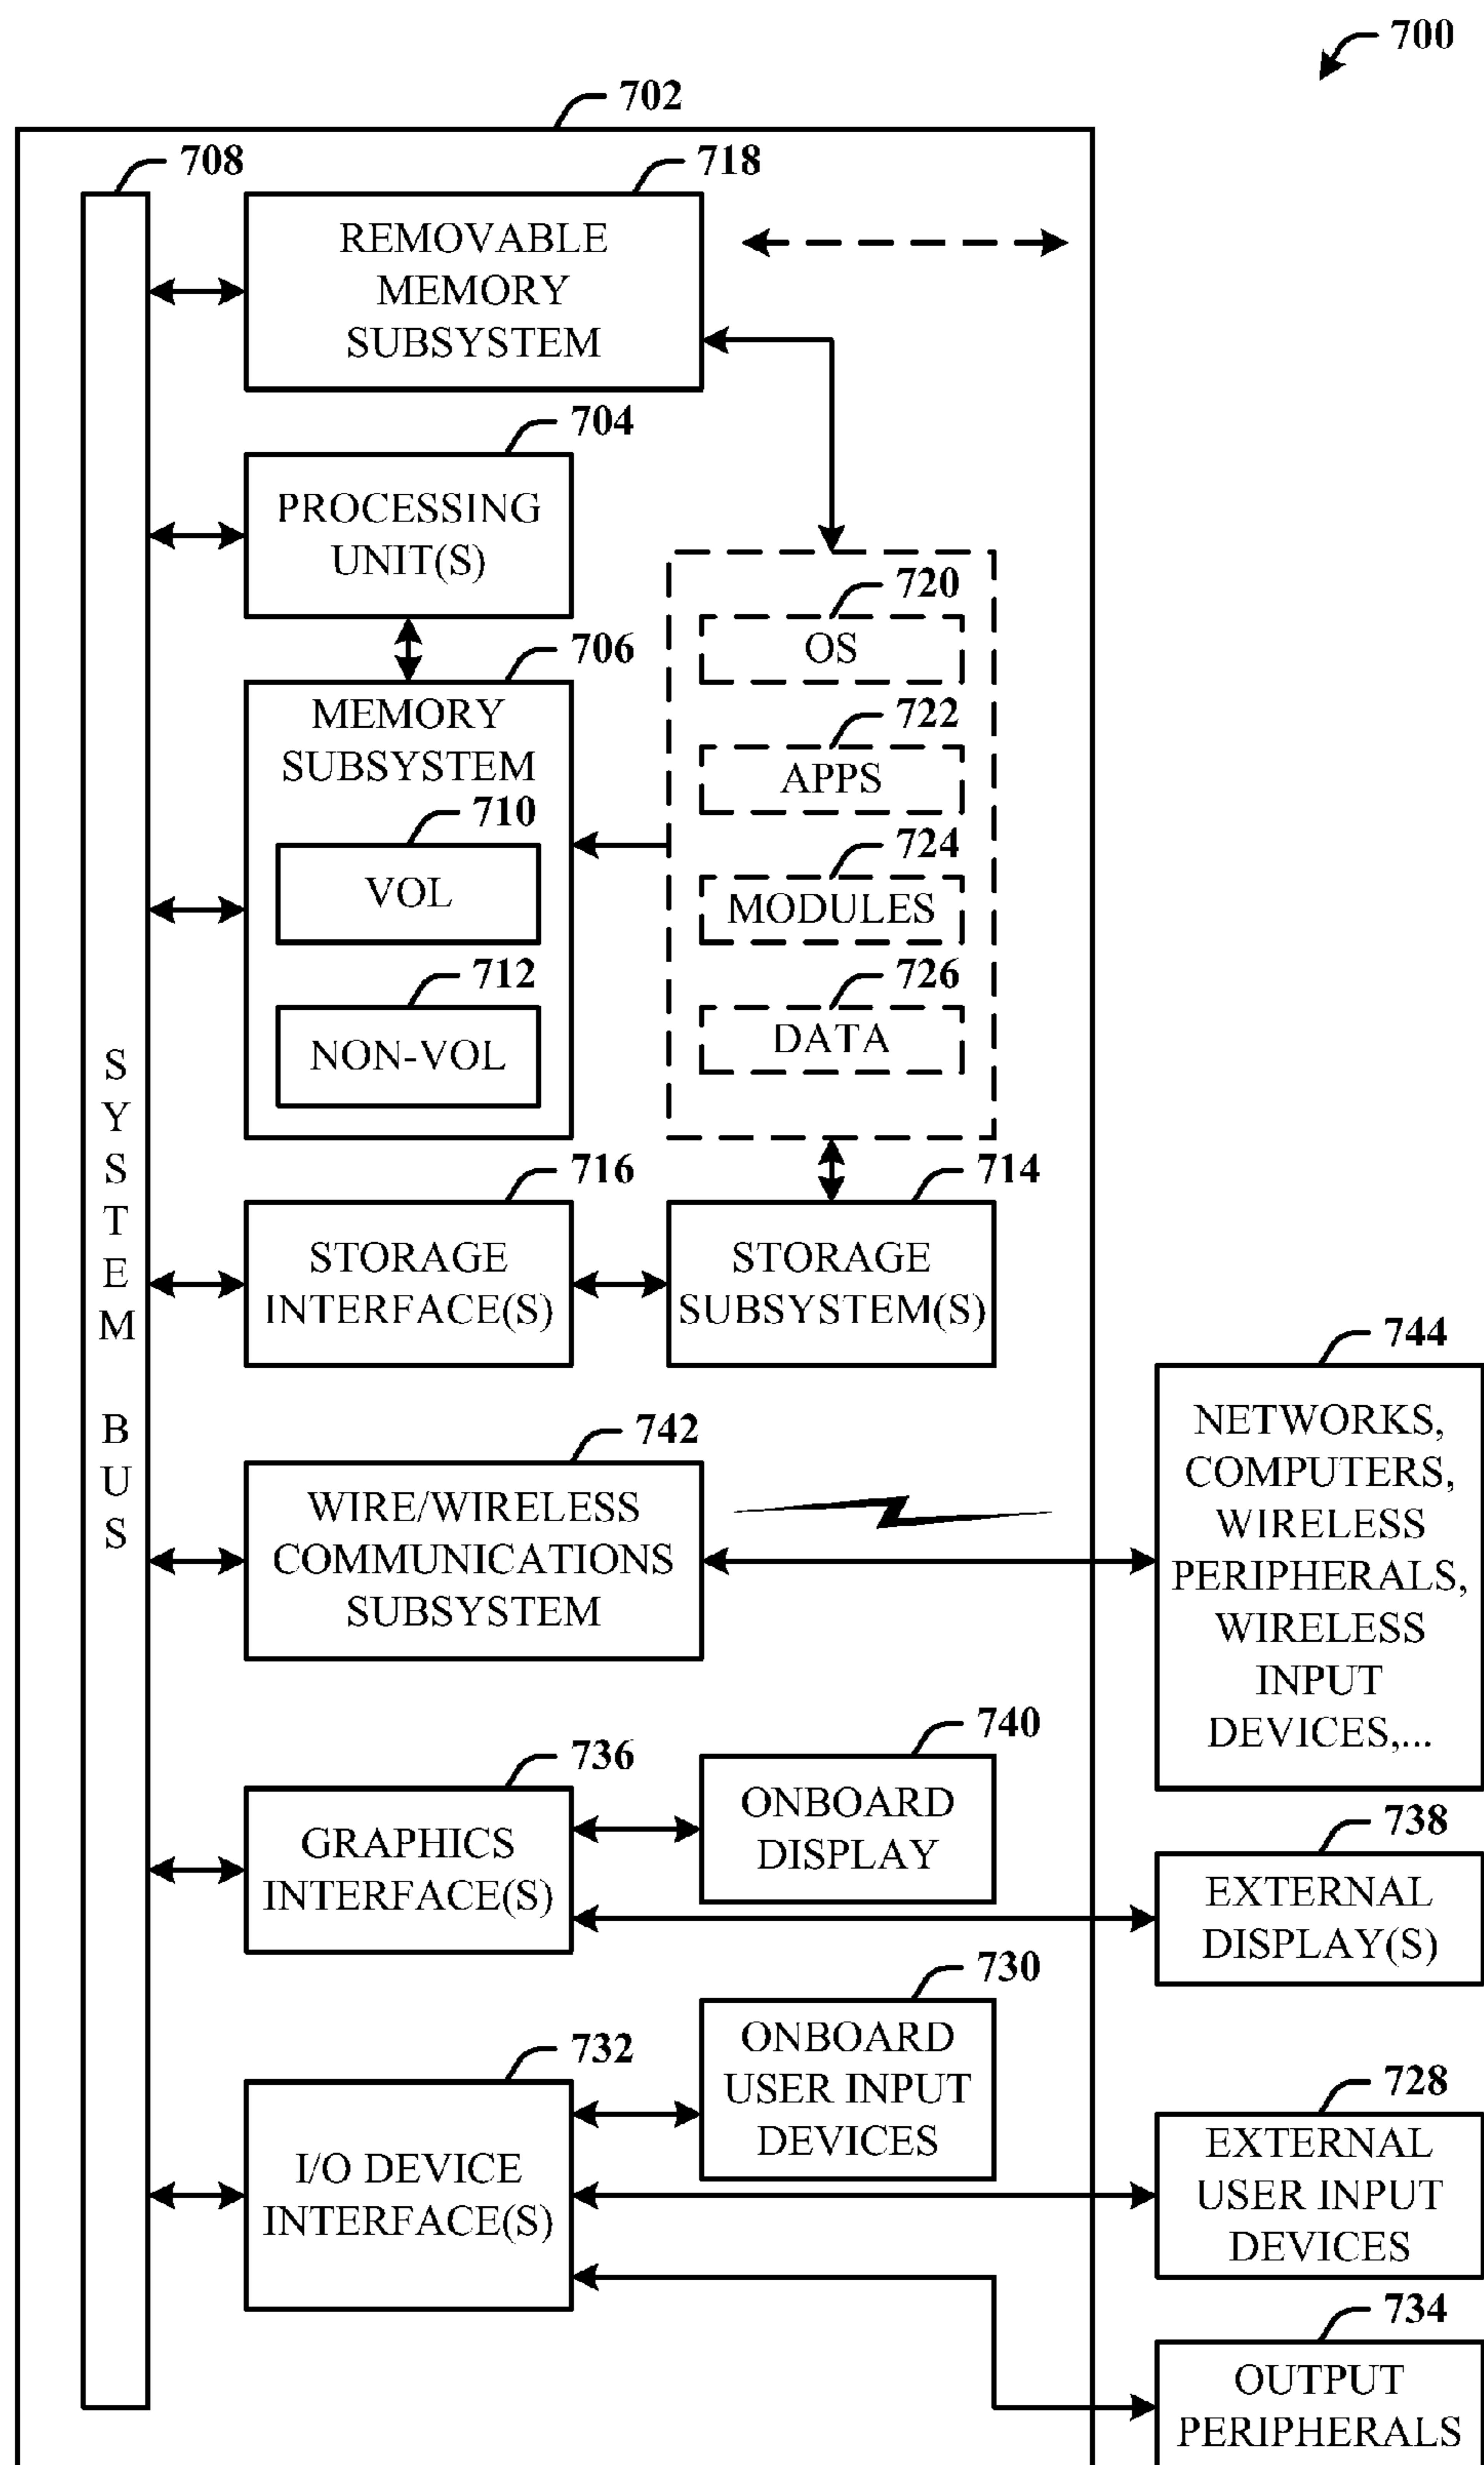 700
702
708
718
REMOVABLE
MEMORY
SUBSYSTEM
704
PROCESSING
UNIT(S)
706
MEMORY
SUBSYSTEM
710
VOL
712
NON-VOL
720
OS
722
APPS
724
MODULES
726
DATA
SYSTEM BUS
716
STORAGE
INTERFACE(S)
714
STORAGE
SUBSYSTEM(S)
742
WIRE/WIRELESS
COMMUNICATIONS
SUBSYSTEM
744
NETWORKS,
COMPUTERS,
WIRELESS
PERIPHERALS,
WIRELESS
INPUT
DEVICES,...
736
GRAPHICS
INTERFACE(S)
740
ONBOARD
DISPLAY
738
EXTERNAL
DISPLAY(S)
732
I/O DEVICE
INTERFACE(S)
730
ONBOARD
USER INPUT
DEVICES
728
EXTERNAL
USER INPUT
DEVICES
734
OUTPUT
PERIPHERALS